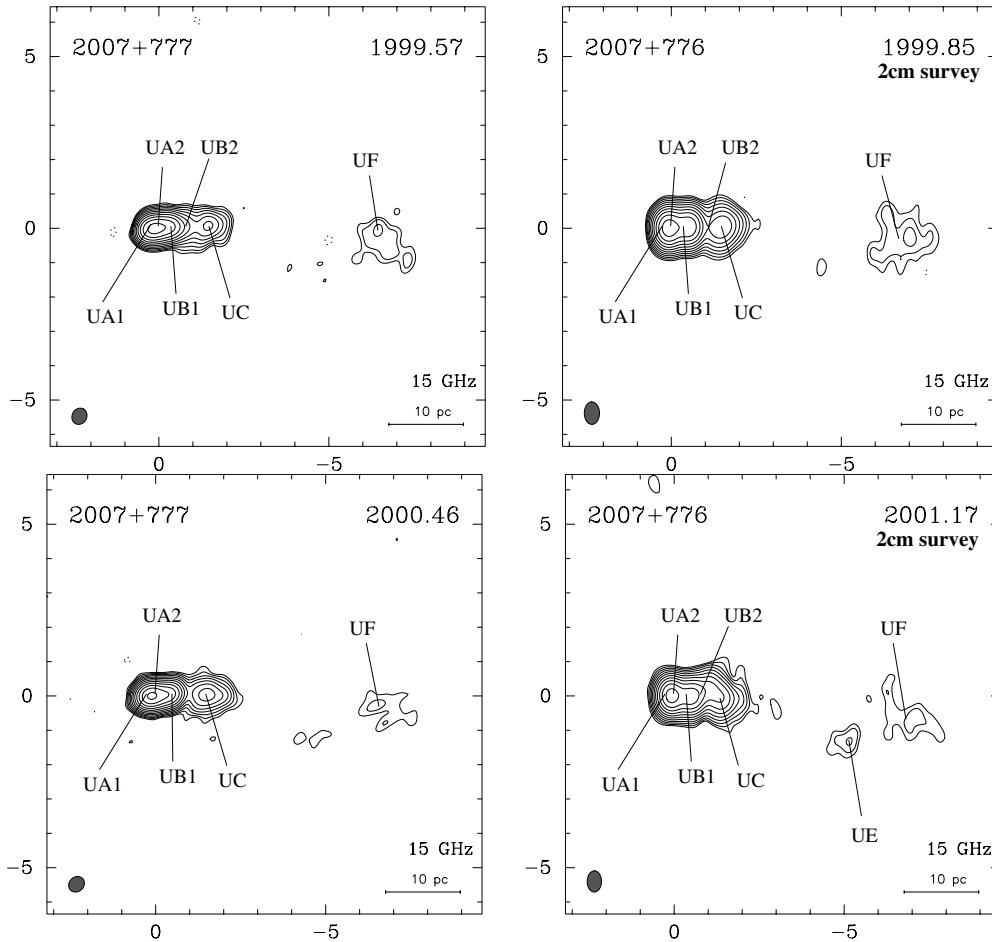 2007+777 1999.57
5
UA2 UB2 UF
0
UA1 UB1 UC
15 GHz
−5
10 pc
0 −5
2007+776 1999.85
2cm survey
5
UA2 UB2 UF
0
UA1 UB1 UC
15 GHz
−5
10 pc
0 −5
2007+777 2000.46
5
UA2 UF
0
UA1 UB1 UC
15 GHz
−5
10 pc
0 −5
2007+776 2001.17
2cm survey
5
UA2 UB2 UF
0
UA1 UB1 UC
UE
15 GHz
−5
10 pc
0 −5